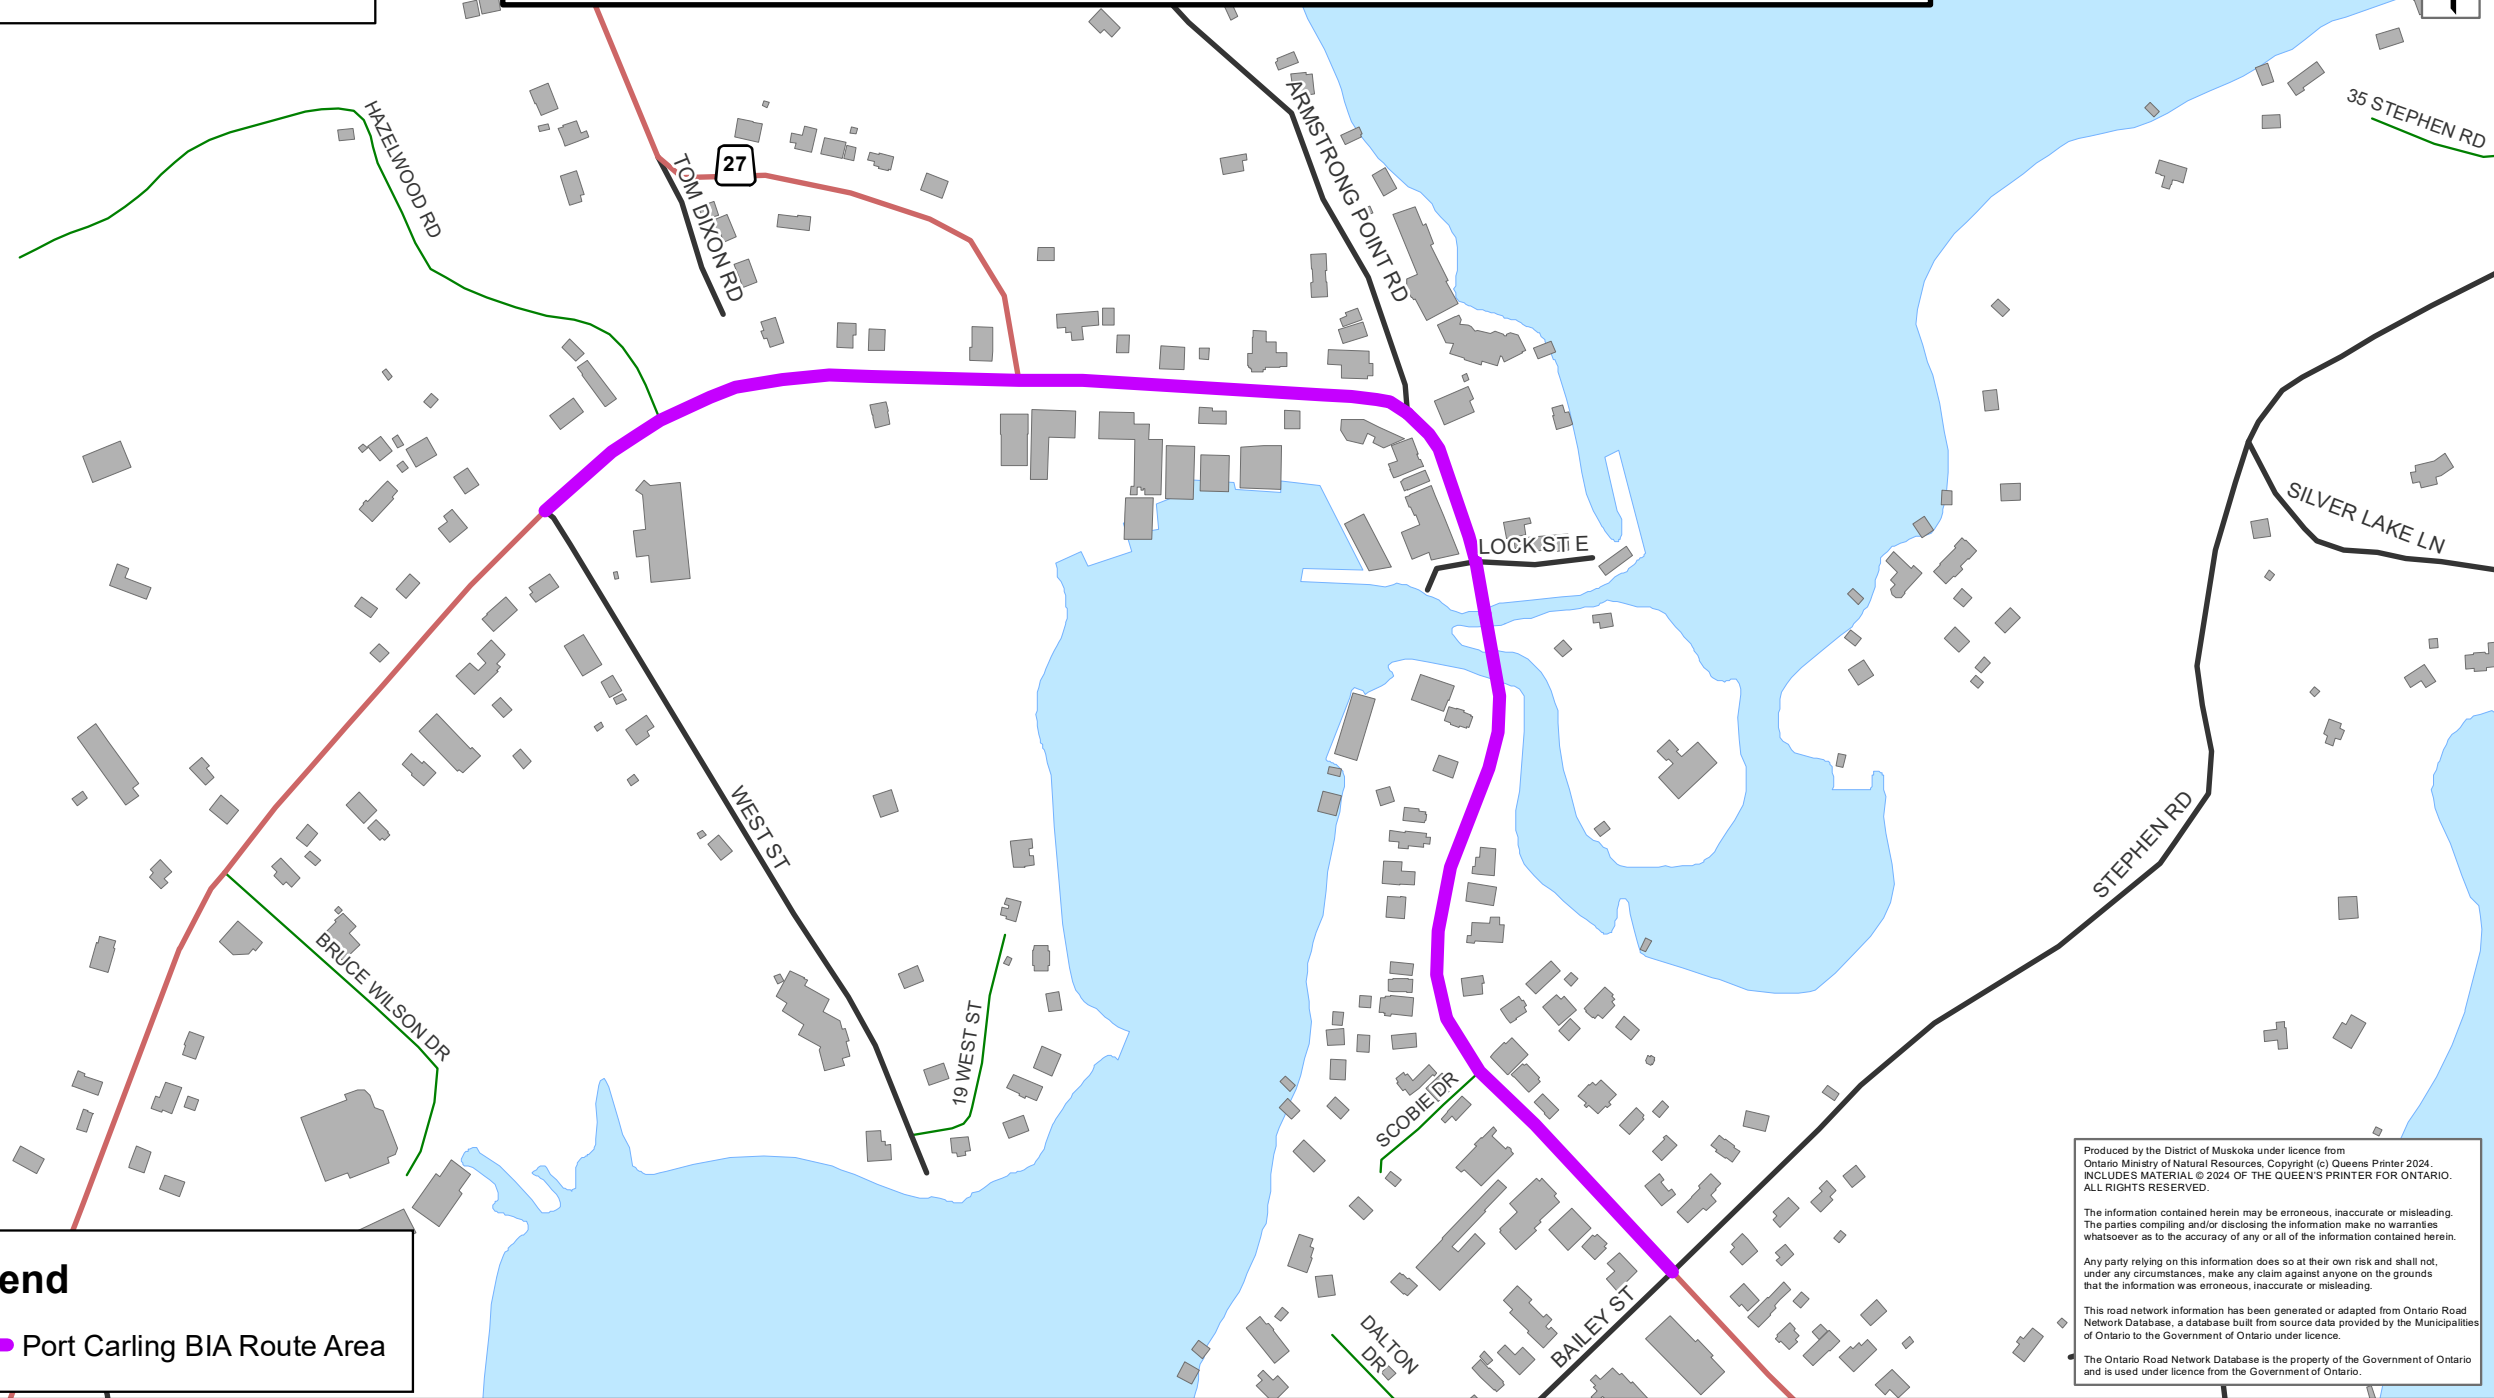 HAZELWOOD RD
TOM DIXON RD
27
ARMSTRONG POINT RD
35 STEPHEN RD
SILVER LAKE LN
LOCK ST E
STEPHEN RD
WEST ST
BRUCE WILSON DR
19 WEST ST
SCOBIE DR
DALTON
DR
BAILEY ST
end
Port Carling BIA Route Area
Produced by the District of Muskoka under licence from
Ontario Ministry of Natural Resources, Copyright (c) Queens Printer 2024.
INCLUDES MATERIAL © 2024 OF THE QUEEN'S PRINTER FOR ONTARIO.
ALL RIGHTS RESERVED.
The information contained herein may be erroneous, inaccurate or misleading.
The parties compiling and/or disclosing the information make no warranties
whatsoever as to the accuracy of any or all of the information contained herein.
Any party relying on this information does so at their own risk and shall not,
under any circumstances, make any claim against anyone on the grounds
that the information was erroneous, inaccurate or misleading.
This road network information has been generated or adapted from Ontario Road
Network Database, a database built from source data provided by the Municipalities
of Ontario to the Government of Ontario under licence.
The Ontario Road Network Database is the property of the Government of Ontario
and is used under licence from the Government of Ontario.